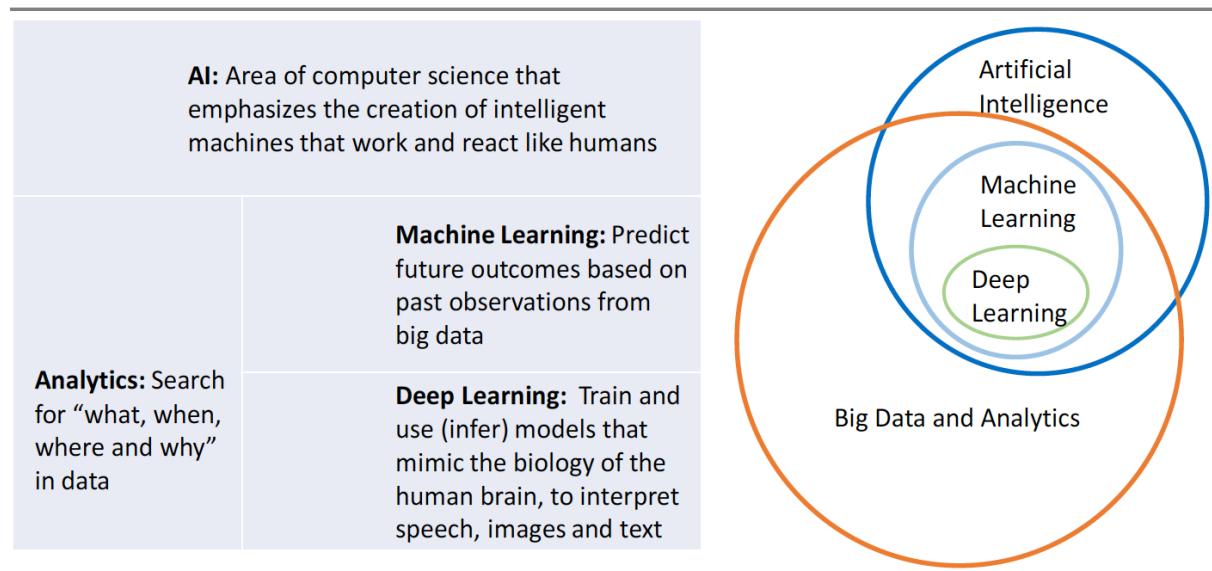 AI: Area of computer science that
emphasizes the creation of intelligent
machines that work and react like humans
Machine Learning: Predict
future outcomes based on
past observations from
big data
Analytics: Search
for “what, when,
where and why”
in data
Deep Learning: Train and
use (infer) models that
mimic the biology of the
human brain, to interpret
speech, images and text
Artificial
Intelligence
Machine
Learning
Deep
Learning
Big Data and Analytics